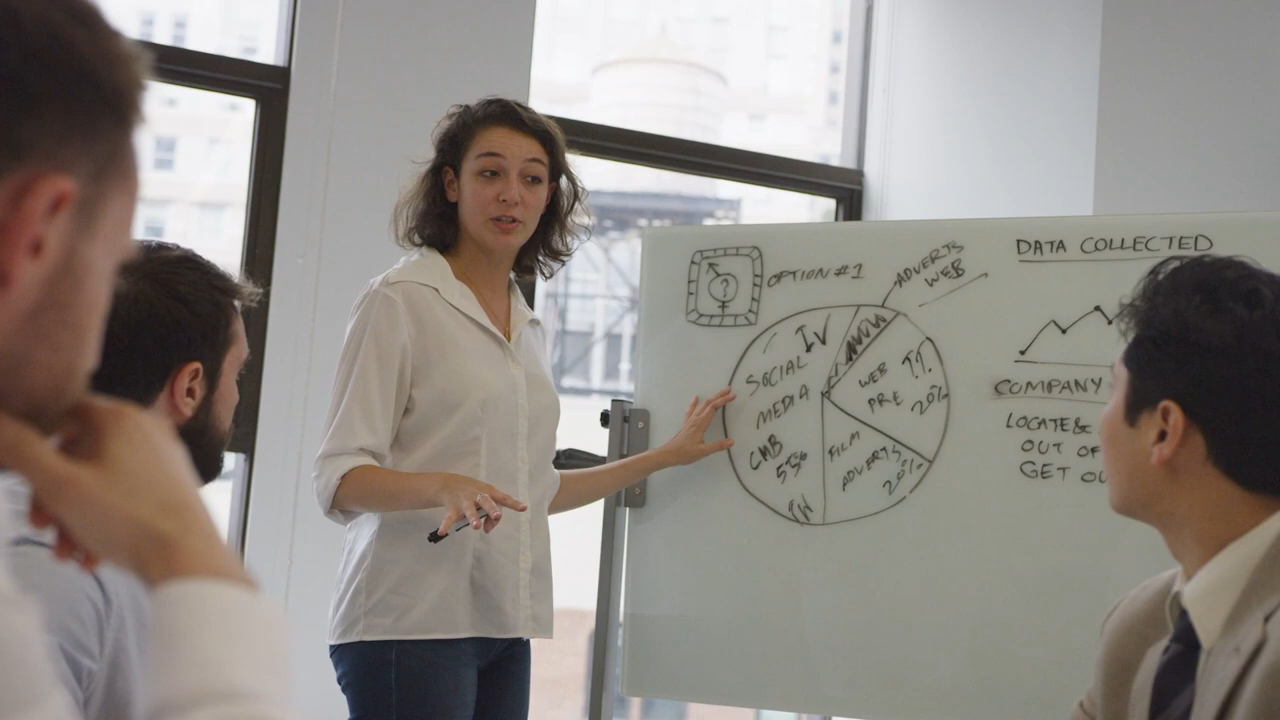 ?
OPTION #1
ADVERTS
WEB
SOCIAL
MEDIA
CMB
55%
WEB
PRE
20%
FILM
ADVERTS
20%
DATA COLLECTED
COMPANY
LOCATE
OUT OF
GET OU